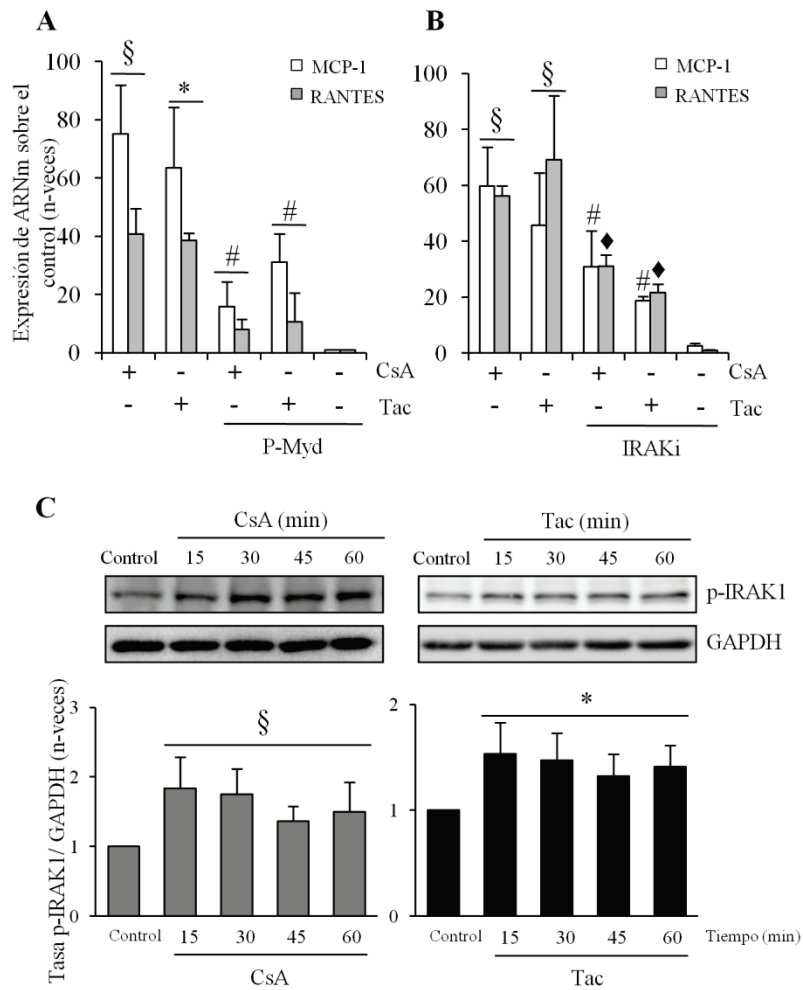 A
§
*
#
#
MCP-1
RANTES
Expresión de ARNm sobre el
control (n-veces)
100
80
60
40
20
0
+ - + - - CsA
- + - + - Tac
P-Myd
B
§
§
#
♦
#
♦
MCP-1
RANTES
100
80
60
40
20
0
+ - + - - CsA
- + - + - Tac
IRAKi
C
CsA (min)
Control 15 30 45 60
Tac (min)
Control 15 30 45 60
p-IRAK1
GAPDH
Tasa p-IRAK1/ GAPDH (n-veces)
3
2
1
0
§
Control 15 30 45 60
CsA
2
1
0
*
Control 15 30 45 60 Tiempo (min)
Tac